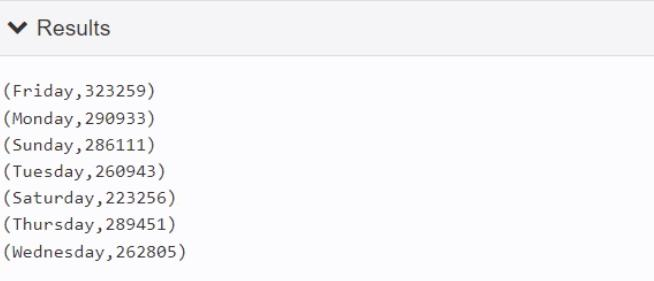 Results
(Friday,323259)
(Monday,290933)
(Sunday,286111)
(Tuesday,260943)
(Saturday,223256)
(Thursday,289451)
(Wednesday,262805)